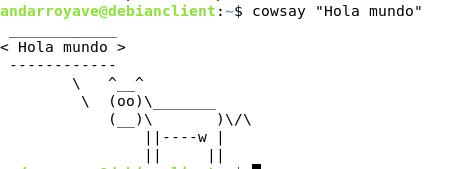 andarroyave@debianclient:~$ cowsay "Hola mundo"
 ____________
< Hola mundo >
 ------------
        \   ^__^
         \  (oo)\_______
            (__)\       )\/\
                ||----w |
                ||     ||